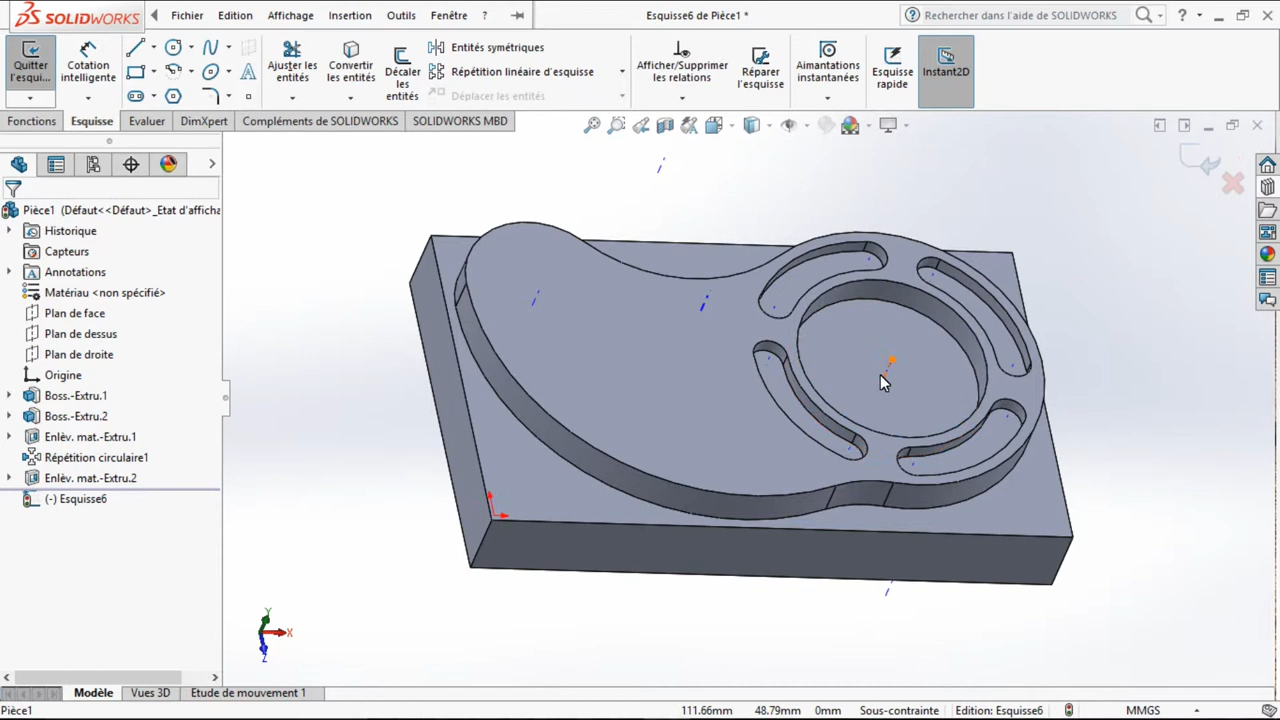 SOLIDWORKS
Fichier Edition Affichage Insertion Outils Fenêtre ?
Esquisse6 de Pièce1 *
Rechercher dans l'aide de SOLIDWORKS
?
Quitter l'esqui...
Cotation intelligente
Ajuster les entités
Convertir les entités
Décaler les entités
Entités symétriques
Répétition linéaire d'esquisse
Déplacer les entités
Afficher/Supprimer les relations
Réparer l'esquisse
Aimantations instantanées
Esquisse rapide
Instant2D
Fonctions Esquisse Evaluer DimXpert Compléments de SOLIDWORKS SOLIDWORKS MBD
Pièce1 (Défaut<<Défaut>_Etat d'afficha
Historique
Capteurs
Annotations
Matériau <non spécifié>
Plan de face
Plan de dessus
Plan de droite
Origine
Boss.-Extru.1
Boss.-Extru.2
Enlèv. mat.-Extru.1
Répétition circulaire1
Enlèv. mat.-Extru.2
(-) Esquisse6
Y
X
Z
Modèle Vues 3D Etude de mouvement 1
Pièce1 111.66mm 48.79mm 0mm Sous-contrainte Edition: Esquisse6 MMGS